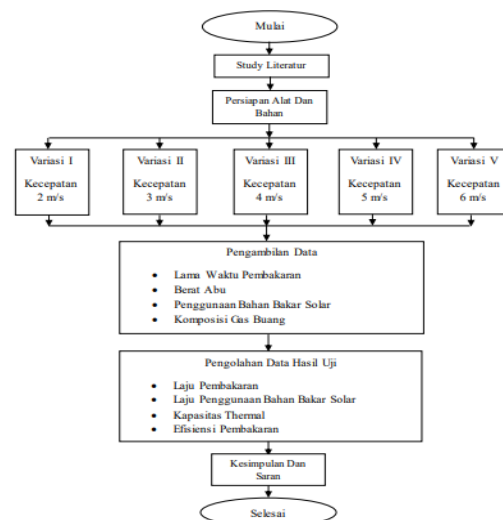 Mulai
Study Literatur
Persiapan Alat Dan
Bahan
Variasi I
Kecepatan
2 m/s
Variasi II
Kecepatan
3 m/s
Variasi III
Kecepatan
4 m/s
Variasi IV
Kecepatan
5 m/s
Variasi V
Kecepatan
6 m/s
Pengambilan Data
• Lama Waktu Pembakaran
• Berat Abu
• Penggunaan Bahan Bakar Solar
• Komposisi Gas Buang
Pengolahan Data Hasil Uji
• Laju Pembakaran
• Laju Penggunaan Bahan Bakar Solar
• Kapasitas Thermal
• Efisiensi Pembakaran
Kesimpulan Dan
Saran
Selesai